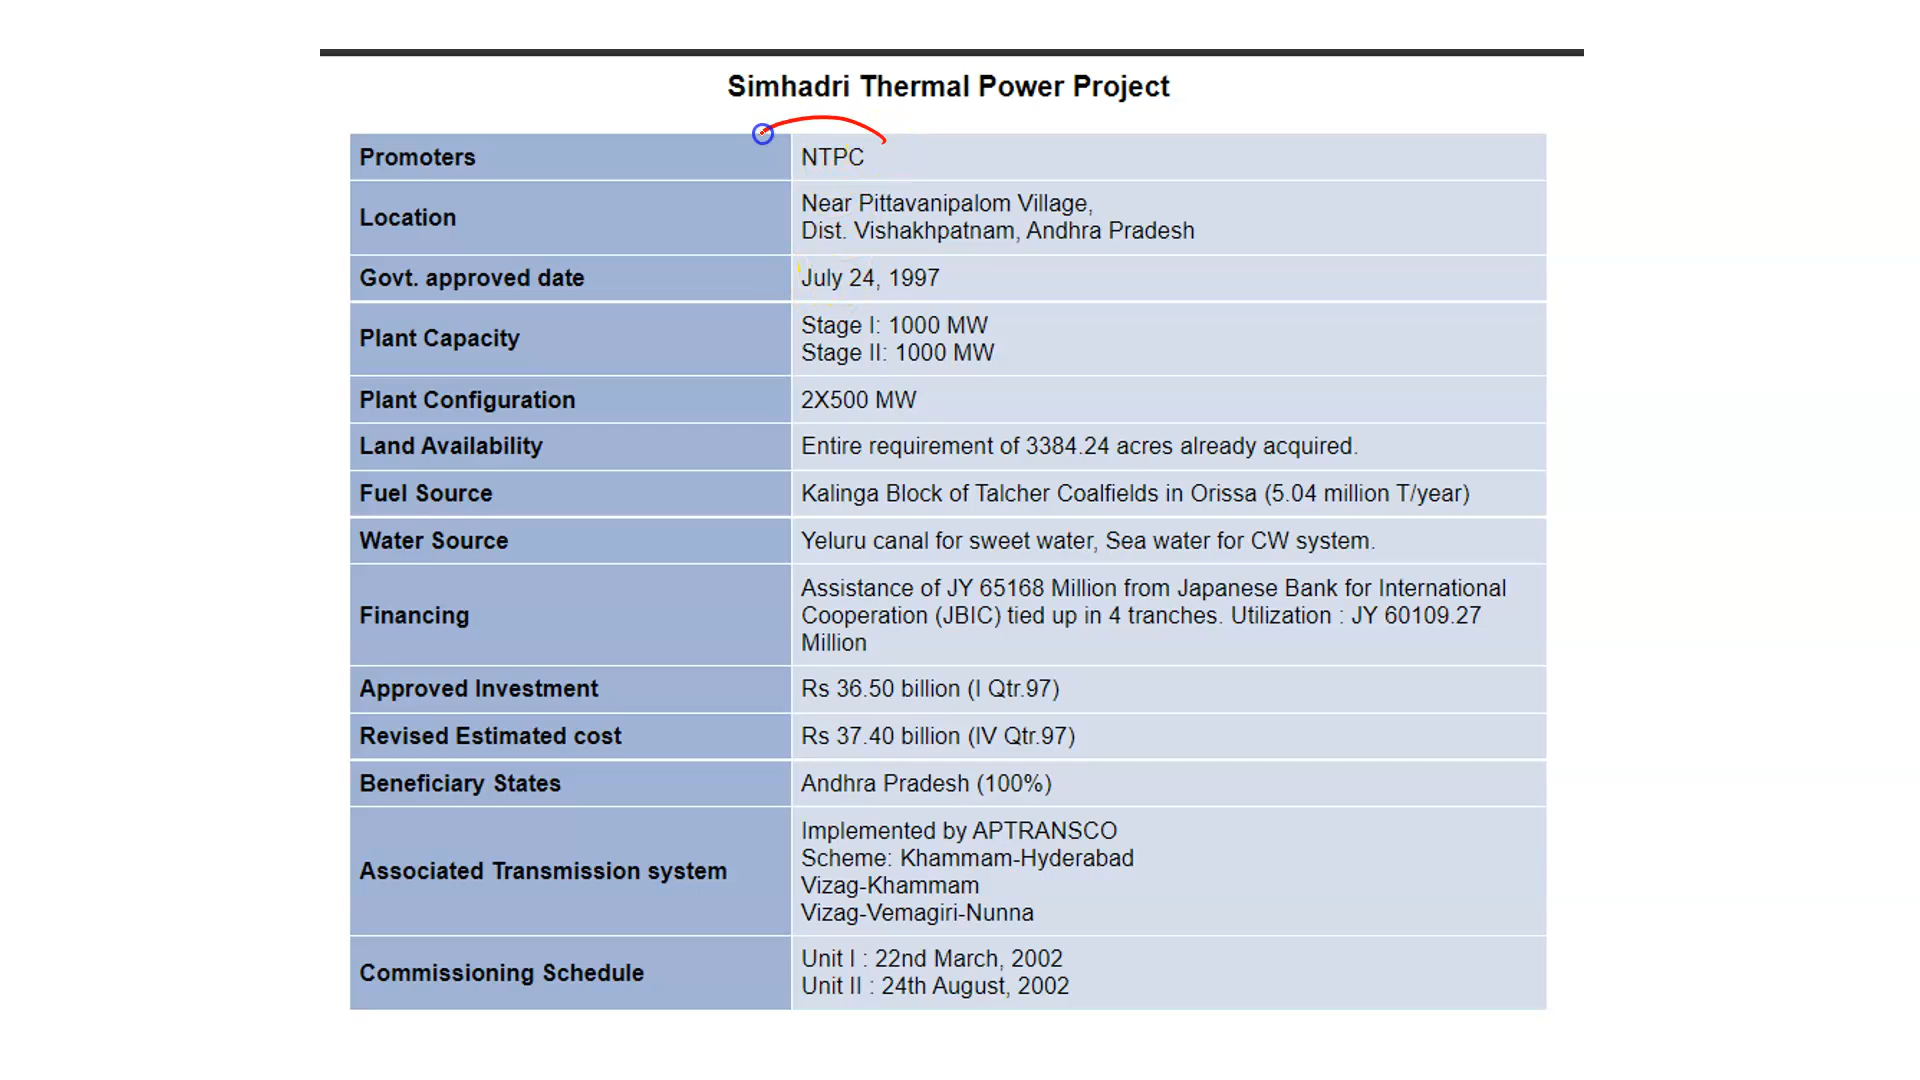 Simhadri Thermal Power Project
Promoters
NTPC
Location
Near Pittavanipalom Village,
Dist. Vishakhpatnam, Andhra Pradesh
Govt. approved date
July 24, 1997
Plant Capacity
Stage I: 1000 MW
Stage II: 1000 MW
Plant Configuration
2X500 MW
Land Availability
Entire requirement of 3384.24 acres already acquired.
Fuel Source
Kalinga Block of Talcher Coalfields in Orissa (5.04 million T/year)
Water Source
Yeluru canal for sweet water, Sea water for CW system.
Financing
Assistance of JY 65168 Million from Japanese Bank for International
Cooperation (JBIC) tied up in 4 tranches. Utilization : JY 60109.27
Million
Approved Investment
Rs 36.50 billion (I Qtr.97)
Revised Estimated cost
Rs 37.40 billion (IV Qtr.97)
Beneficiary States
Andhra Pradesh (100%)
Associated Transmission system
Implemented by APTRANSCO
Scheme: Khammam-Hyderabad
Vizag-Khammam
Vizag-Vemagiri-Nunna
Commissioning Schedule
Unit I : 22nd March, 2002
Unit II : 24th August, 2002